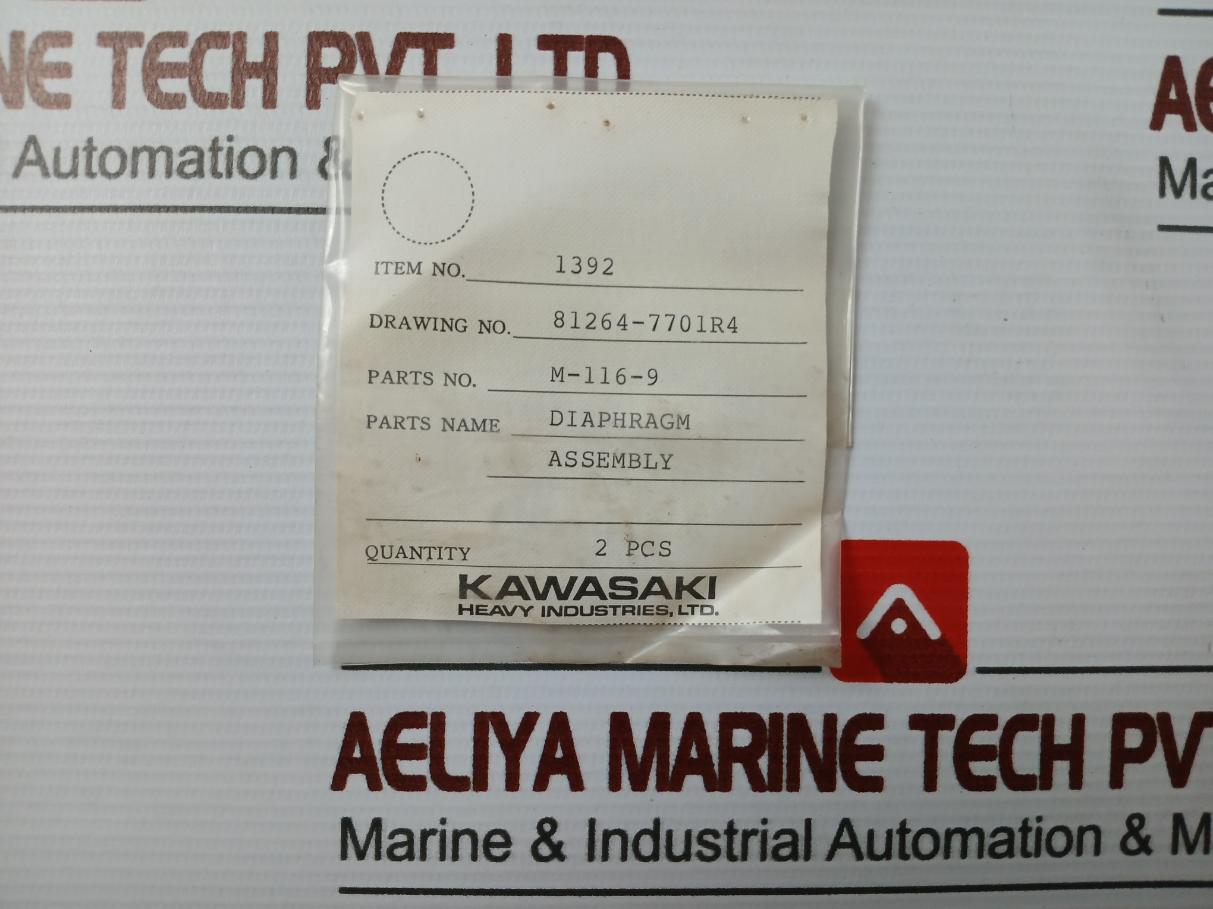 NE TECH PVT. LTD
Automation &
ITEM NO. 1392
DRAWING NO. 81264-7701R4
PARTS NO. M-116-9
PARTS NAME DIAPHRAGM
ASSEMBLY
QUANTITY 2 PCS
KAWASAKI
HEAVY INDUSTRIES, LTD.
AE
Ma
AELIYA MARINE TECH PV
Marine & Industrial Automation & M